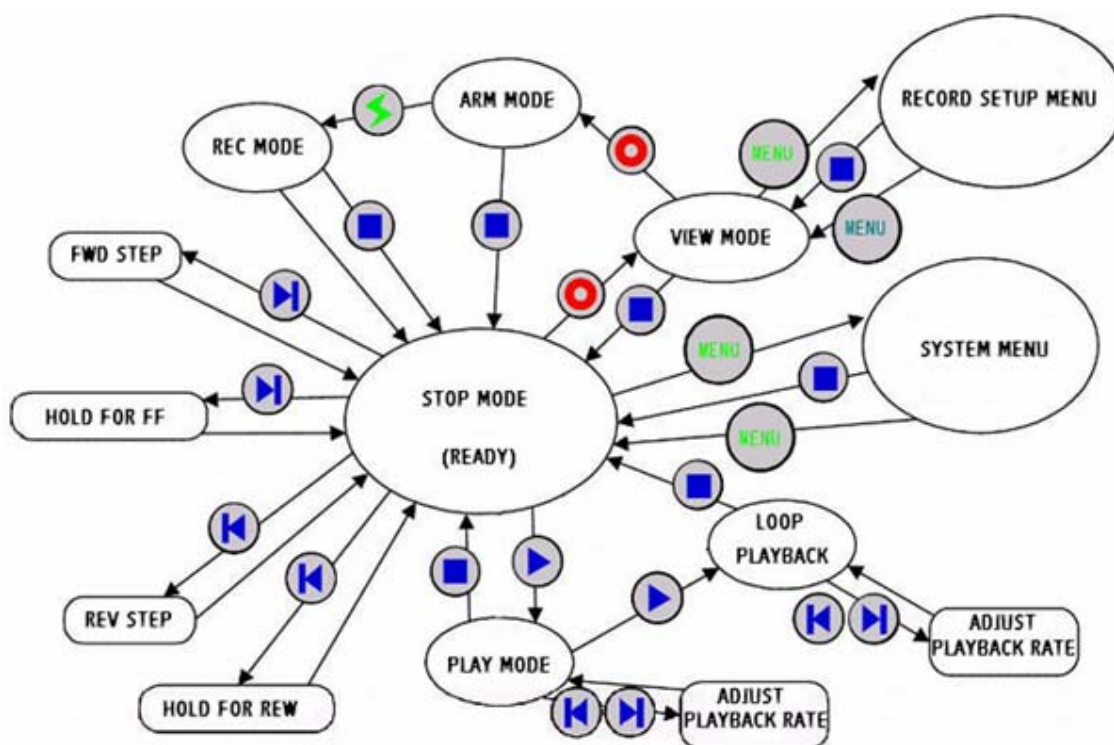 ARM MODE
RECORD SETUP MENU
REC MODE
MENU
VIEW MODE
MENU
FWD STEP
MENU
SYSTEM MENU
STOP MODE
HOLD FOR FF
(READY)
MENU
LOOP
PLAYBACK
REV STEP
ADJUST
PLAYBACK RATE
PLAY MODE
HOLD FOR REW
ADJUST
PLAYBACK RATE